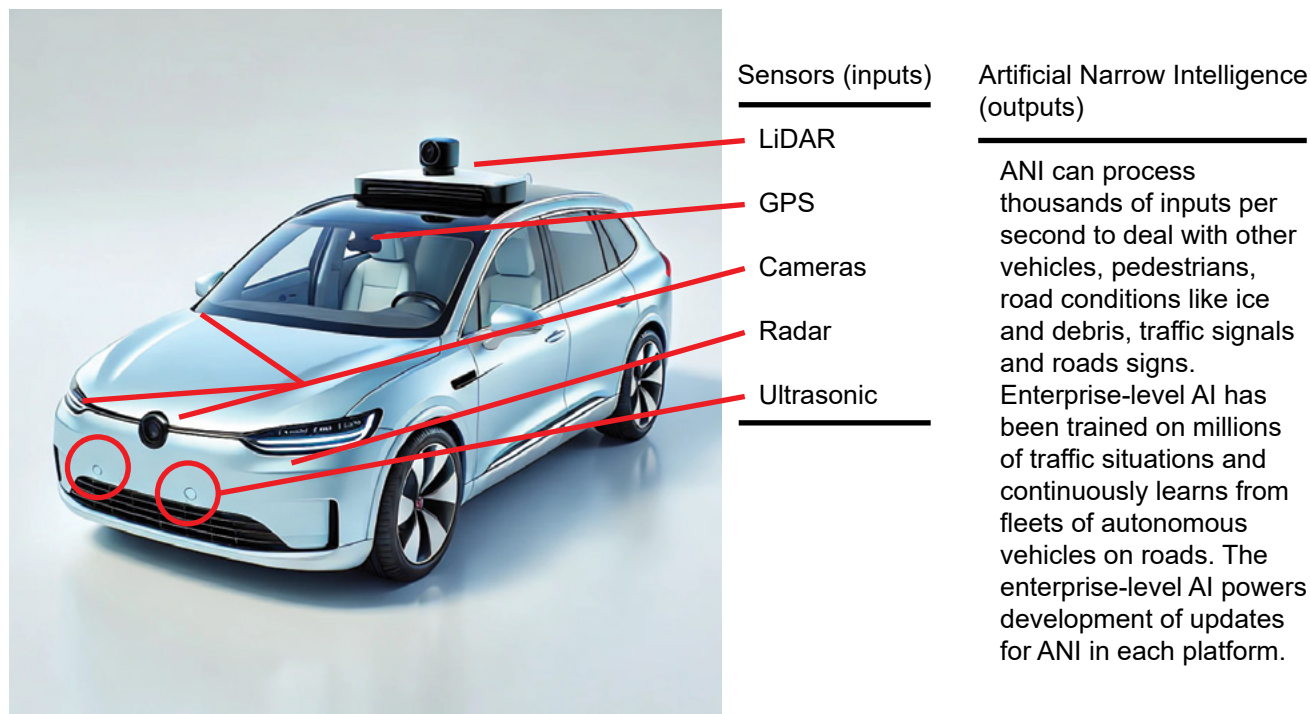 Sensors (inputs)
LiDAR
GPS
Cameras
Radar
Ultrasonic
Artificial Narrow Intelligence
(outputs)
ANI can process
thousands of inputs per
second to deal with other
vehicles, pedestrians,
road conditions like ice
and debris, traffic signals
and roads signs.
Enterprise-level AI has
been trained on millions
of traffic situations and
continuously learns from
fleets of autonomous
vehicles on roads. The
enterprise-level AI powers
development of updates
for ANI in each platform.